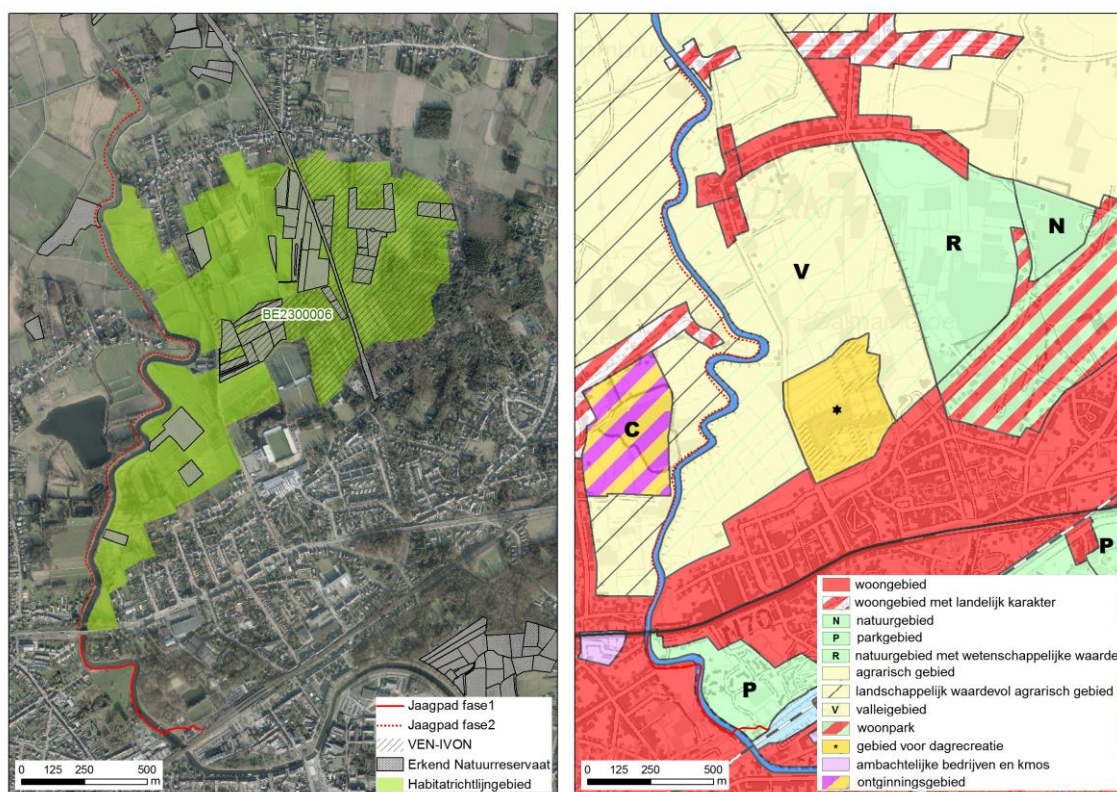 BE2300006
Jaagpad fase1
Jaagpad fase2
VEN-IVON
Erkend Natuurreservaat
Habitatrichtlijngebied
0 125 250 500
m
N
R
V
C
P
P
woongebied
woongebied met landelijk karakter
N natuurgebied
P parkgebied
R natuurgebied met wetenschappelijke waarde
agrarisch gebied
landschappelijk waardevol agrarisch gebied
V valleigebied
woonpark
* gebied voor dagrecreatie
ambachtelijke bedrijven en kmos
ontginningsgebied
0 125 250 500
m